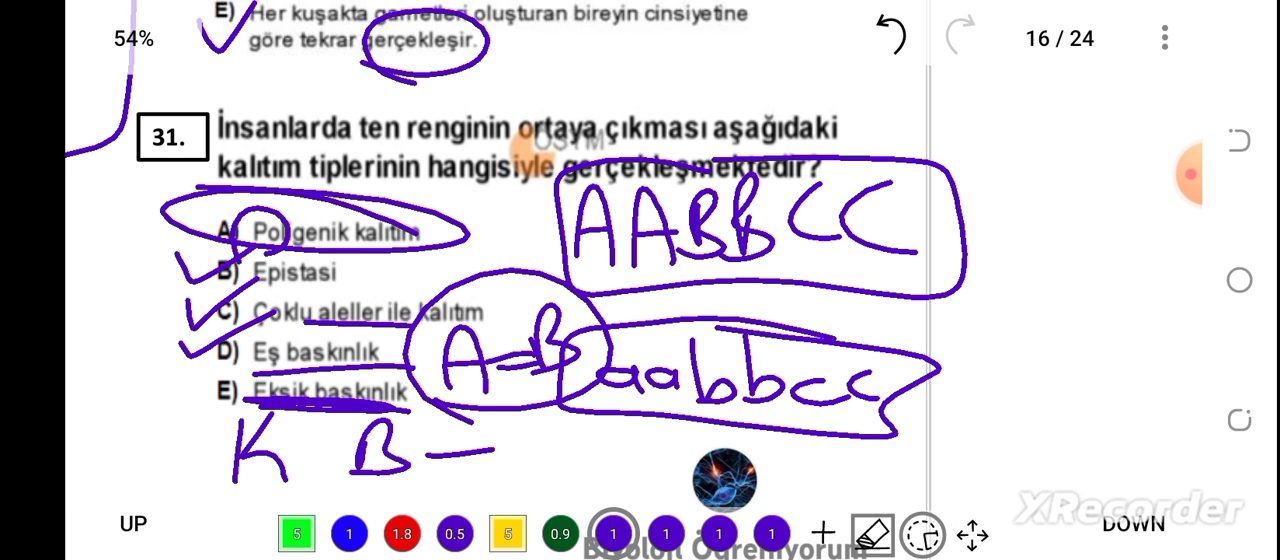 E) Her kuşakta gametleri oluşturan bireyin cinsiyetine
göre tekrar gerçekleşir.
54%
16 / 24
31. İnsanlarda ten renginin ortaya çıkması aşağıdaki
kalıtım tiplerinin hangisiyle gerçekleşmektedir?
ÖSYM
AABBCC
A) Poligenik kalıtım
B) Epistasi
C) Çoklu aleller ile kalıtım
D) Eş baskınlık
A=B
aabbcc
E) Eksik baskınlık
K B —
XRecorder
UP
5 1 1.8 0.5 5 0.9 1 1 1 1 +
DOWN
Öğreniyorum